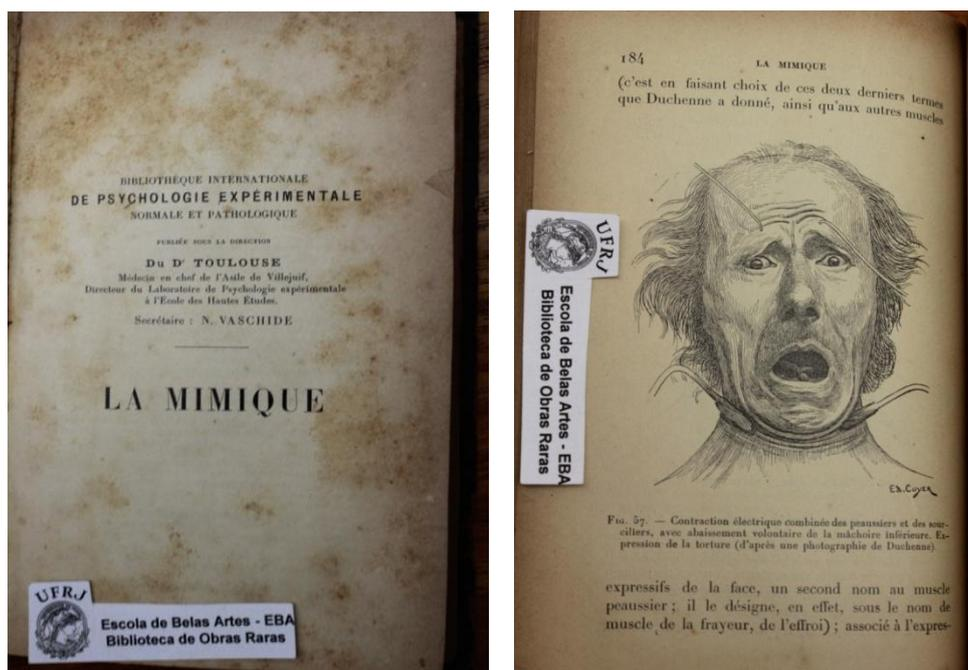 BIBLIOTHÈQUE INTERNATIONALE
DE PSYCHOLOGIE EXPÉRIMENTALE
NORMALE ET PATHOLOGIQUE
PUBLIÉE SOUS LA DIRECTION
Du Dr TOULOUSE
Médecin en chef de l'Asile de Villejuif,
Directeur du Laboratoire de Psychologie expérimentale
à l'École des Hautes Études.
Secrétaire : N. VASCHIDE
LA MIMIQUE
UFRJ
Escola de Belas Artes - EBA
Biblioteca de Obras Raras
184
LA MIMIQUE
(c'est en faisant choix de ces deux derniers termes
que Duchenne a donné, ainsi qu'aux autres muscles
UFRJ
Escola de Belas Artes - EBA
Biblioteca de Obras Raras
Ed. Cuyer
Fig. 57. — Contraction électrique combinée des peaussiers et des sour-
ciliers, avec abaissement volontaire de la mâchoire inférieure. Ex-
pression de la torture (d'après une photographie de Duchenne).
expressifs de la face, un second nom au muscle
peaussier ; il le désigne, en effet, sous le nom de
muscle de la frayeur, de l'effroi) ; associé à l'expres-